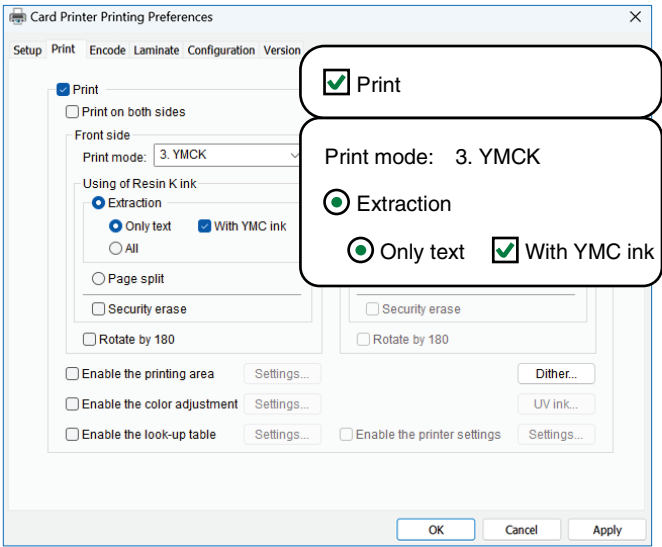 Card Printer Printing Preferences
Setup Print Encode Laminate Configuration Version
Print
Print
Print on both sides
Front side
Print mode: 3. YMCK
Print mode: 3. YMCK
Using of Resin K ink
Extraction
Extraction
Only text With YMC ink
Only text With YMC ink
All
Page split
Security erase Security erase
Rotate by 180 Rotate by 180
Enable the printing area Settings... Dither...
Enable the color adjustment Settings... UV ink...
Enable the look-up table Settings... Enable the printer settings Settings...
OK Cancel Apply